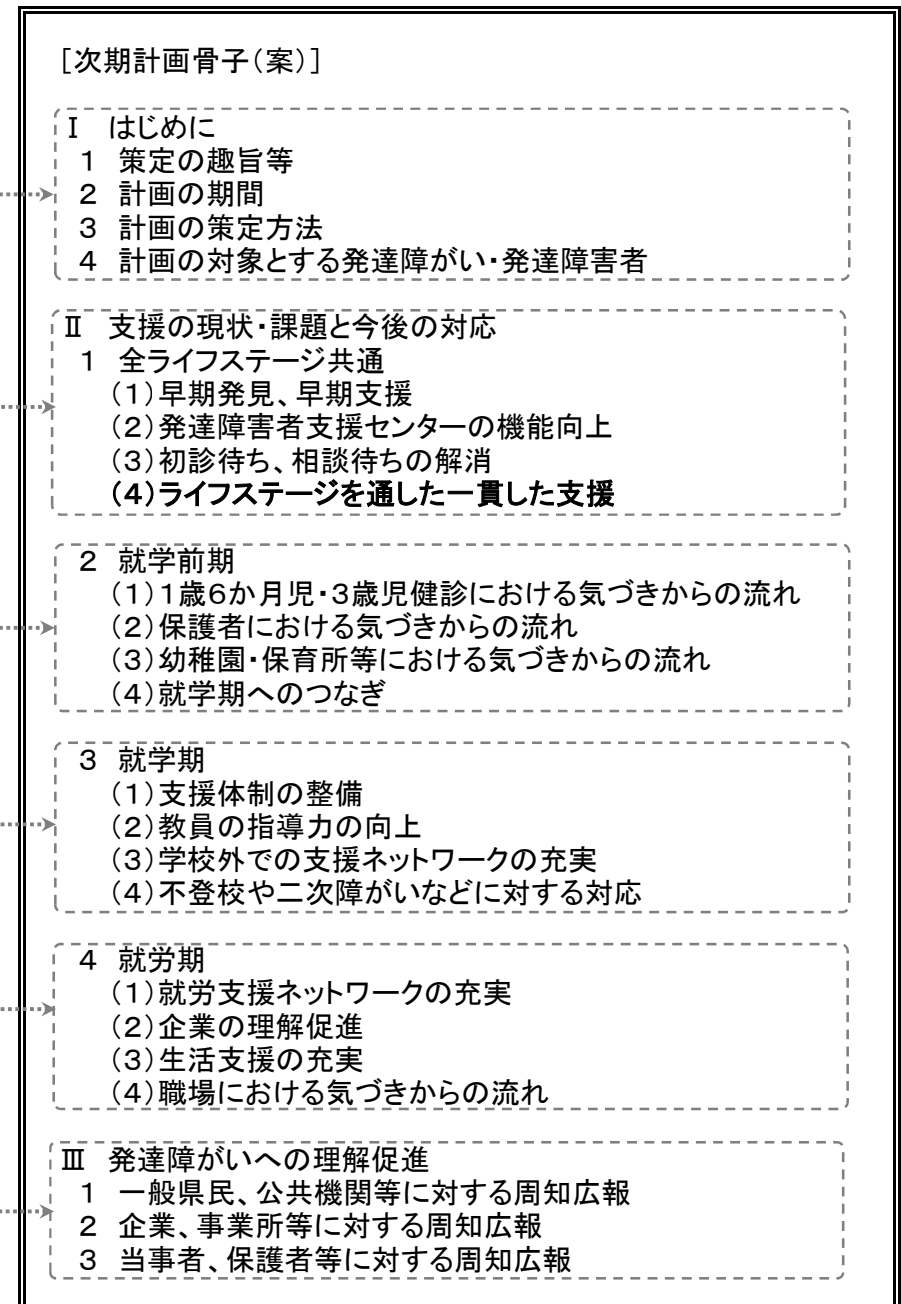 ［次期計画骨子（案）］
Ⅰ　はじめに
１　策定の趣旨等
２　計画の期間
３　計画の策定方法
４　計画の対象とする発達障がい・発達障害者
Ⅱ　支援の現状・課題と今後の対応
１　全ライフステージ共通
（１）早期発見、早期支援
（２）発達障害者支援センターの機能向上
（３）初診待ち、相談待ちの解消
（４）ライフステージを通した一貫した支援
２　就学前期
（１）１歳６か月児・３歳児健診における気づきからの流れ
（２）保護者における気づきからの流れ
（３）幼稚園・保育所等における気づきからの流れ
（４）就学期へのつなぎ
３　就学期
（１）支援体制の整備
（２）教員の指導力の向上
（３）学校外での支援ネットワークの充実
（４）不登校や二次障がいなどに対する対応
４　就労期
（１）就労支援ネットワークの充実
（２）企業の理解促進
（３）生活支援の充実
（４）職場における気づきからの流れ
Ⅲ　発達障がいへの理解促進
１　一般県民、公共機関等に対する周知広報
２　企業、事業所等に対する周知広報
３　当事者、保護者等に対する周知広報